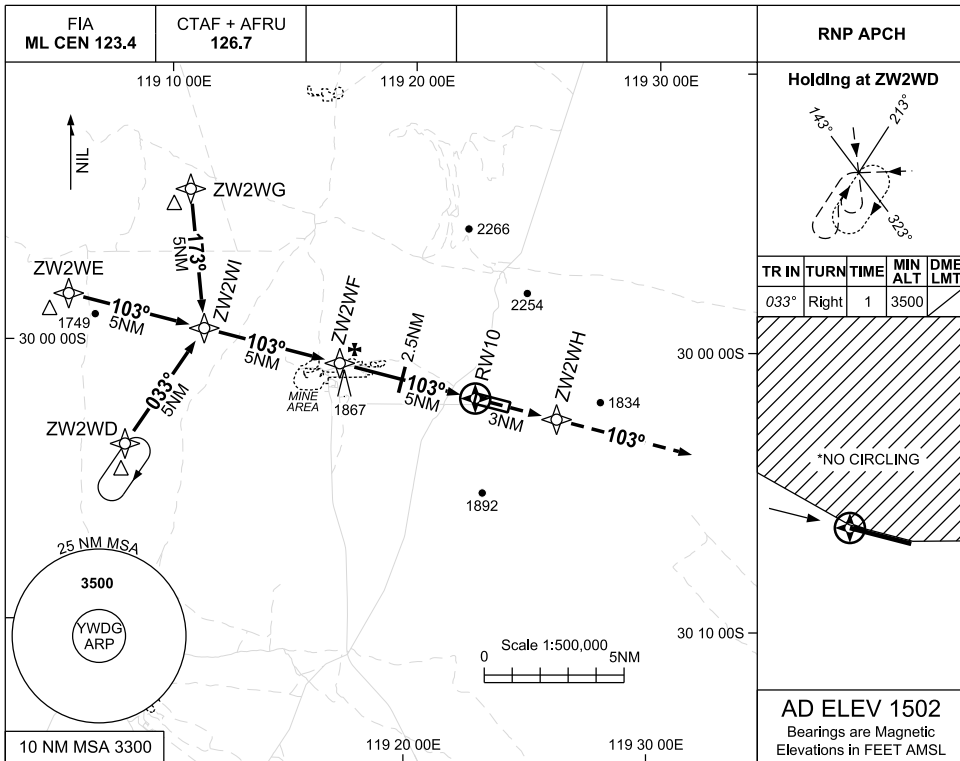 FIA
ML CEN 123.4
CTAF + AFRU
126.7
RNP APCH
119 10 00E
119 20 00E
119 30 00E
NIL
ZW2WG
2266
173°
5NM
ZW2WE
1749
103°
5NM
ZW2WI
30 00 00S
103°
5NM
ZW2WF
MINE
AREA
1867
2.5NM
103°
5NM
RW10
2254
3NM
ZW2WH
1834
103°
30 00 00S
033°
5NM
ZW2WD
1892
25 NM MSA
3500
YWDG
ARP
10 NM MSA 3300
Scale 1:500,000
0
5NM
30 10 00S
119 20 00E
119 30 00E
Holding at ZW2WD
143°
213°
323°
TR IN TURN TIME MIN ALT DME LMT
033° Right 1 3500
*NO CIRCLING
AD ELEV 1502
Bearings are Magnetic
Elevations in FEET AMSL